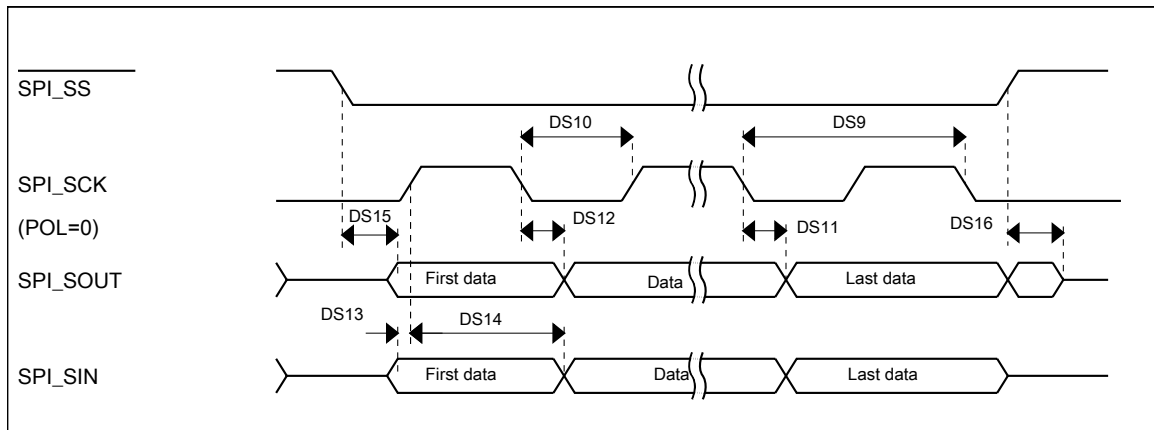 SPI_SS
DS10
DS9
SPI_SCK
(POL=0)
DS15
DS12
DS11
DS16
SPI_SOUT
First data
Data
Last data
DS13
DS14
SPI_SIN
First data
Data
Last data